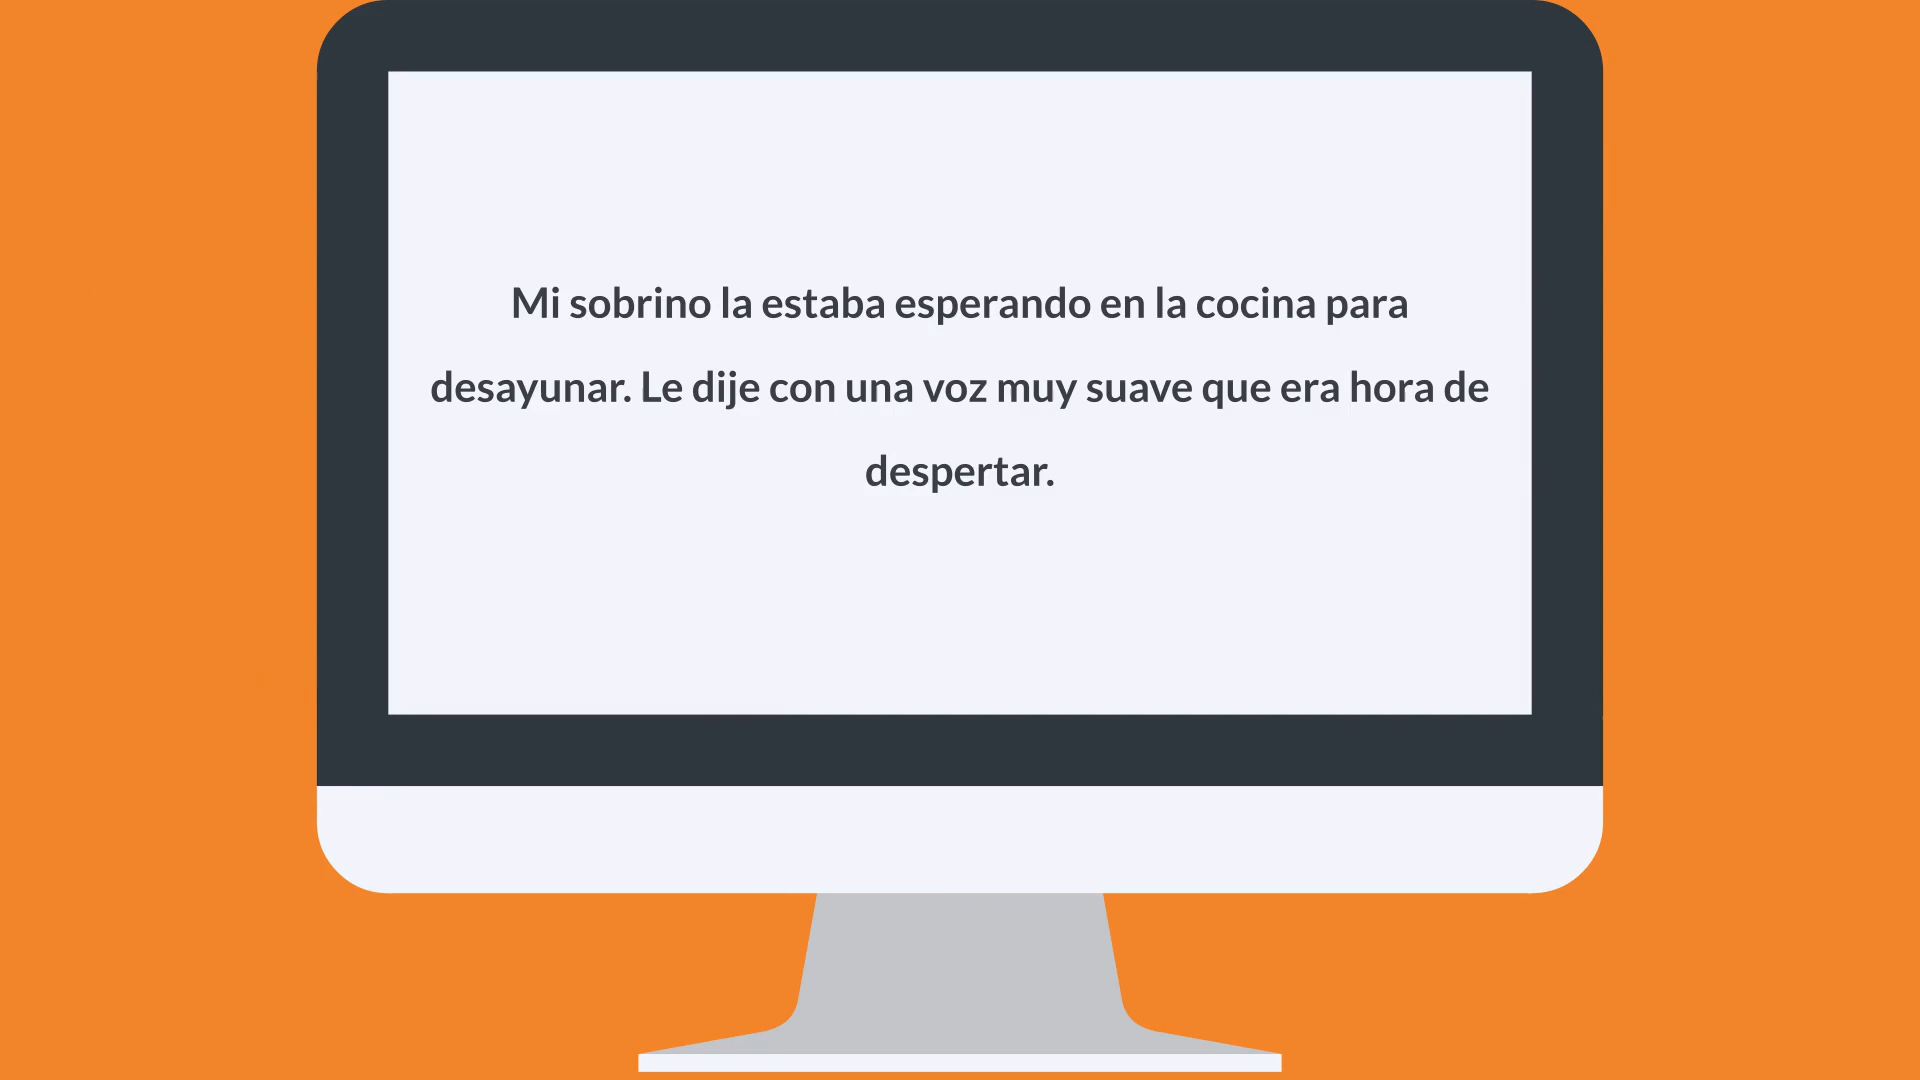 Mi sobrino la estaba esperando en la cocina para
desayunar. Le dije con una voz muy suave que era hora de
despertar.